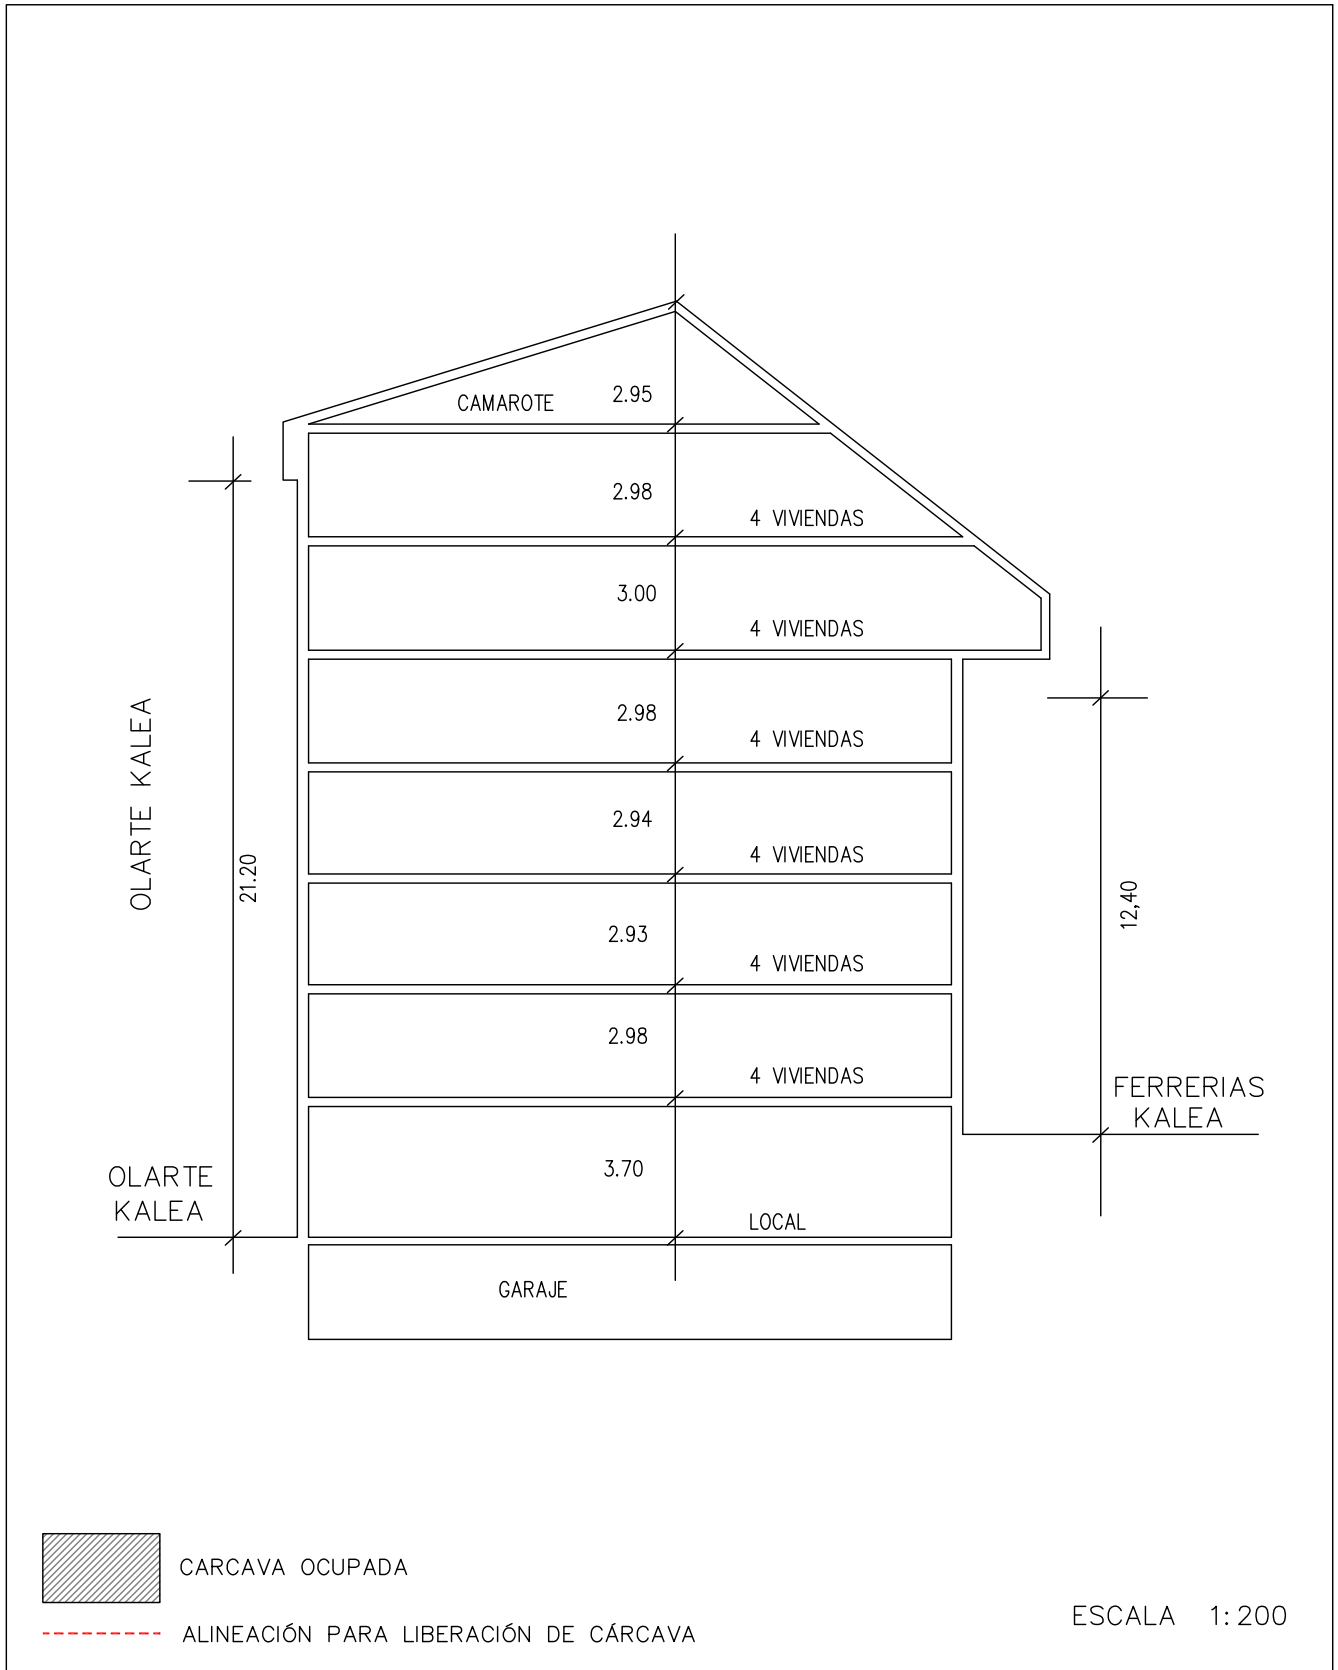 CAMAROTE 2.95
2.98
4 VIVIENDAS
3.00
4 VIVIENDAS
2.98
4 VIVIENDAS
2.94
4 VIVIENDAS
2.93
4 VIVIENDAS
2.98
4 VIVIENDAS
3.70
LOCAL
GARAJE
OLARTE KALEA
21.20
OLARTE
KALEA
12,40
FERRERIAS
KALEA
CARCAVA OCUPADA
ALINEACIÓN PARA LIBERACIÓN DE CÁRCAVA
ESCALA 1:200